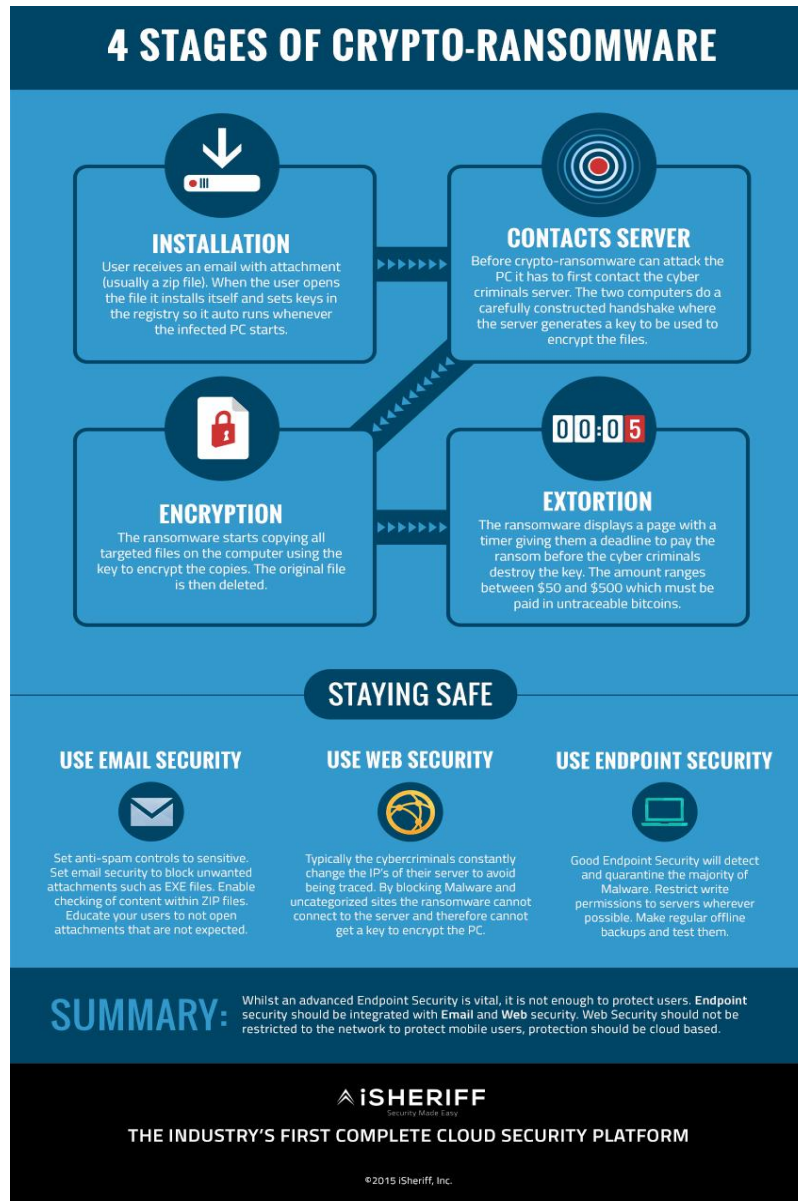 4 STAGES OF CRYPTO-RANSOMWARE
INSTALLATION
User receives an email with attachment
(usually a zip file). When the user opens
the file it installs itself and sets keys in
the registry so it auto runs whenever
the infected PC starts.
CONTACTS SERVER
Before crypto-ransomware can attack the
PC it has to first contact the cyber
criminals server. The two computers do a
carefully constructed handshake where
the server generates a key to be used to
encrypt the files.
ENCRYPTION
The ransomware starts copying all
targeted files on the computer using the
key to encrypt the copies. The original file
is then deleted.
00:05
EXTORTION
The ransomware displays a page with a
timer giving them a deadline to pay the
ransom before the cyber criminals
destroy the key. The amount ranges
between $50 and $500 which must be
paid in untraceable bitcoins.
STAYING SAFE
USE EMAIL SECURITY
Set anti-spam controls to sensitive.
Set email security to block unwanted
attachments such as EXE files. Enable
checking of content within ZIP files.
Educate your users to not open
attachments that are not expected.
USE WEB SECURITY
Typically the cybercriminals constantly
change the IP's of their server to avoid
being traced. By blocking Malware and
uncategorized sites the ransomware cannot
connect to the server and therefore cannot
get a key to encrypt the PC.
USE ENDPOINT SECURITY
Good Endpoint Security will detect
and quarantine the majority of
Malware. Restrict write
permissions to servers wherever
possible. Make regular offline
backups and test them.
SUMMARY:
Whilst an advanced Endpoint Security is vital, it is not enough to protect users. Endpoint
security should be integrated with Email and Web security. Web Security should not be
restricted to the network to protect mobile users, protection should be cloud based.
iSHERIFF
Security Made Easy
THE INDUSTRY'S FIRST COMPLETE CLOUD SECURITY PLATFORM
©2015 iSheriff, Inc.